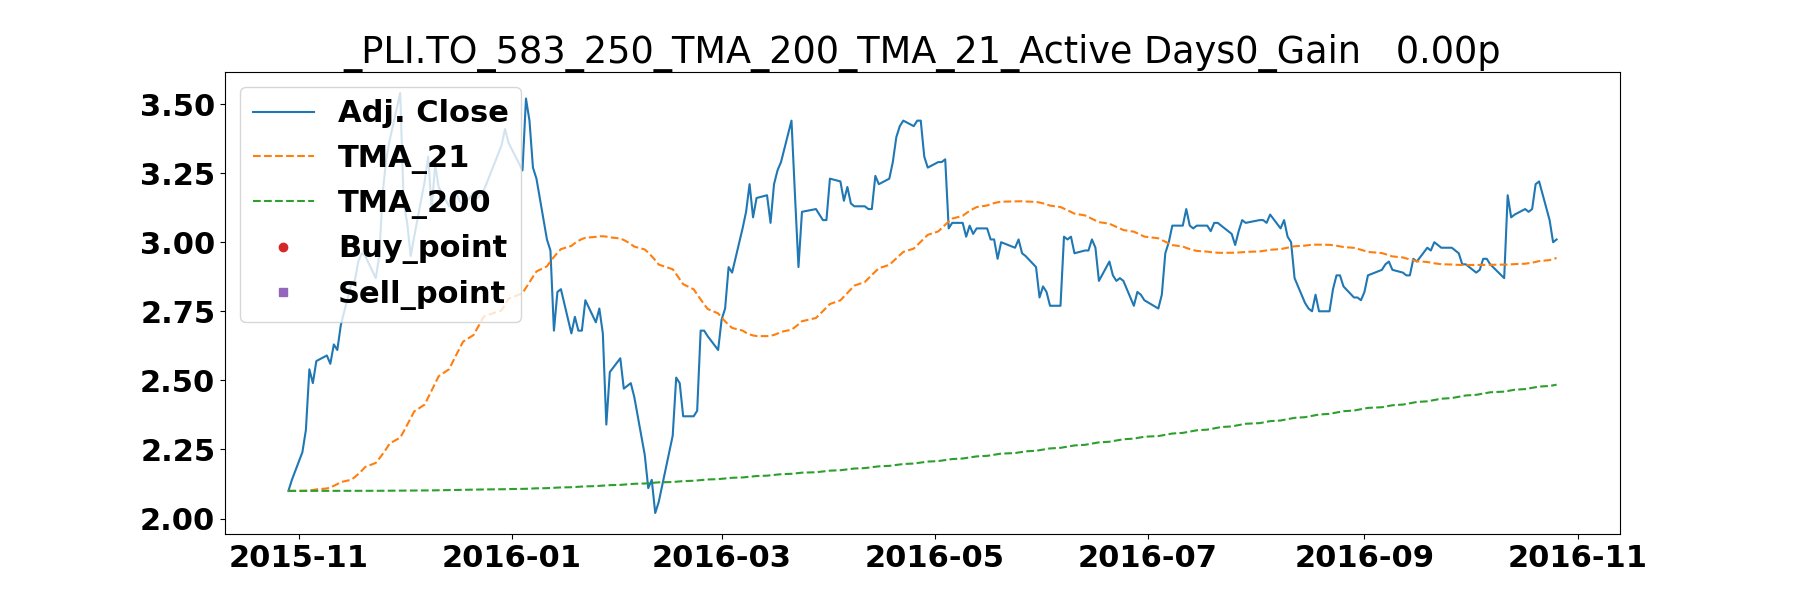 _PLI.TO_583_250_TMA_200_TMA_21_Active Days0_Gain   0.00p
3.50
3.25
3.00
2.75
2.50
2.25
2.00
Adj. Close
TMA_21
TMA_200
Buy_point
Sell_point
2015-11 2016-01 2016-03 2016-05 2016-07 2016-09 2016-11